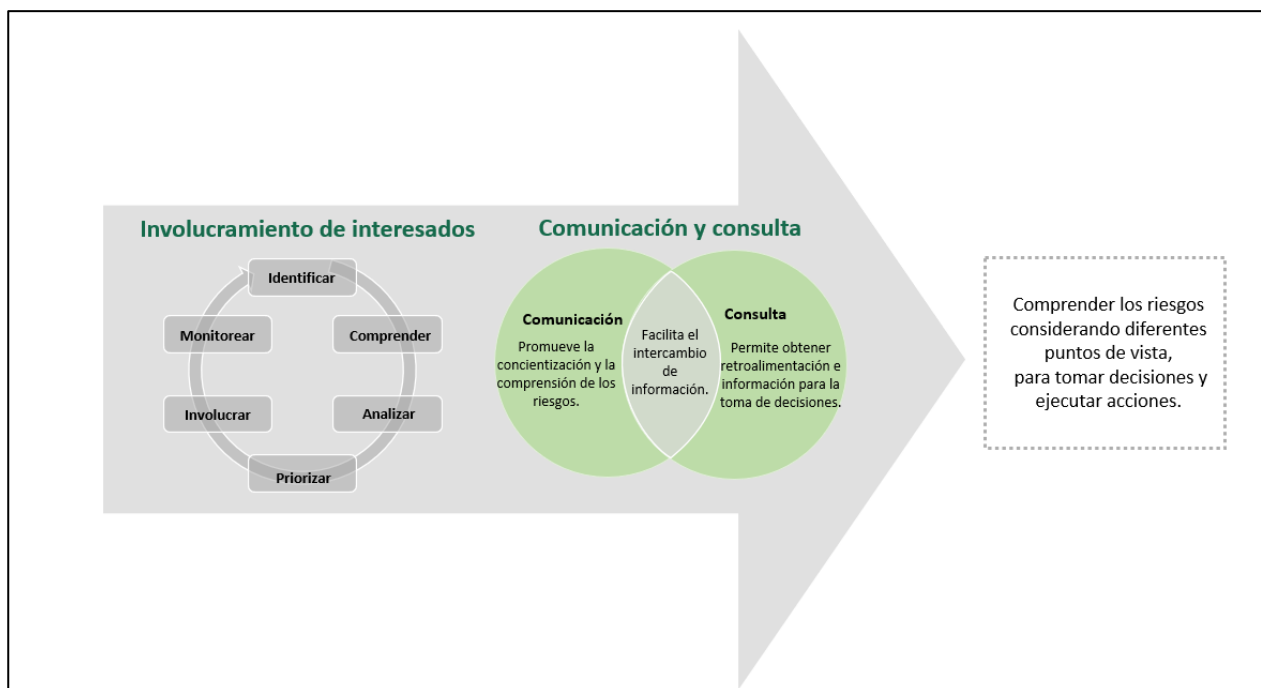 Involucramiento de interesados
Identificar
Comprender
Analizar
Priorizar
Involucrar
Monitorear
Comunicación y consulta
Comunicación
Promueve la
concientización y la
comprensión de los
riesgos.
Facilita el
intercambio
de
información.
Consulta
Permite obtener
retroalimentación e
información para la
toma de decisiones.
Comprender los riesgos
considerando diferentes
puntos de vista,
para tomar decisiones y
ejecutar acciones.